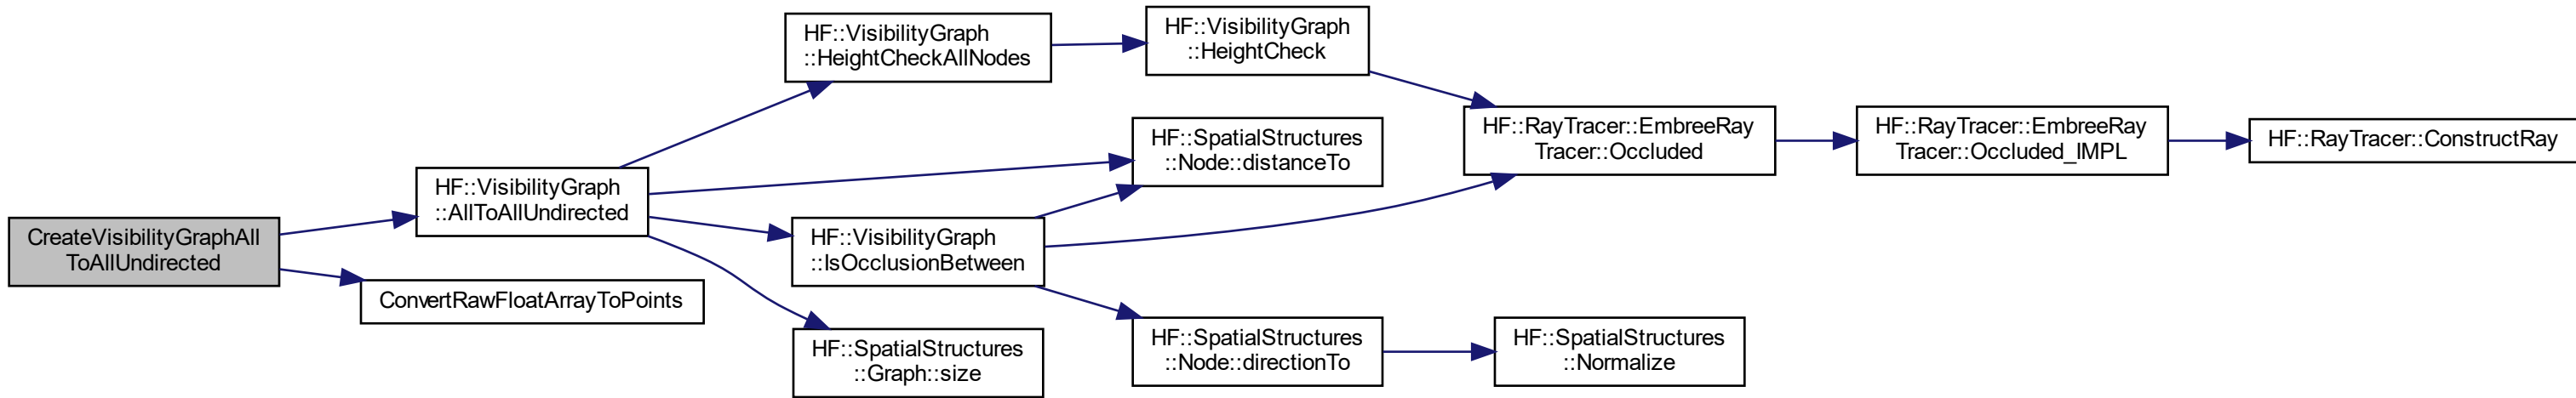 CreateVisibilityGraphAll
ToAllUndirected
HF::VisibilityGraph
::AllToAllUndirected
ConvertRawFloatArrayToPoints
HF::VisibilityGraph
::HeightCheckAllNodes
HF::VisibilityGraph
::HeightCheck
HF::SpatialStructures
::Node::distanceTo
HF::VisibilityGraph
::IsOcclusionBetween
HF::SpatialStructures
::Graph::size
HF::SpatialStructures
::Node::directionTo
HF::SpatialStructures
::Normalize
HF::RayTracer::EmbreeRay
Tracer::Occluded
HF::RayTracer::EmbreeRay
Tracer::Occluded_IMPL
HF::RayTracer::ConstructRay